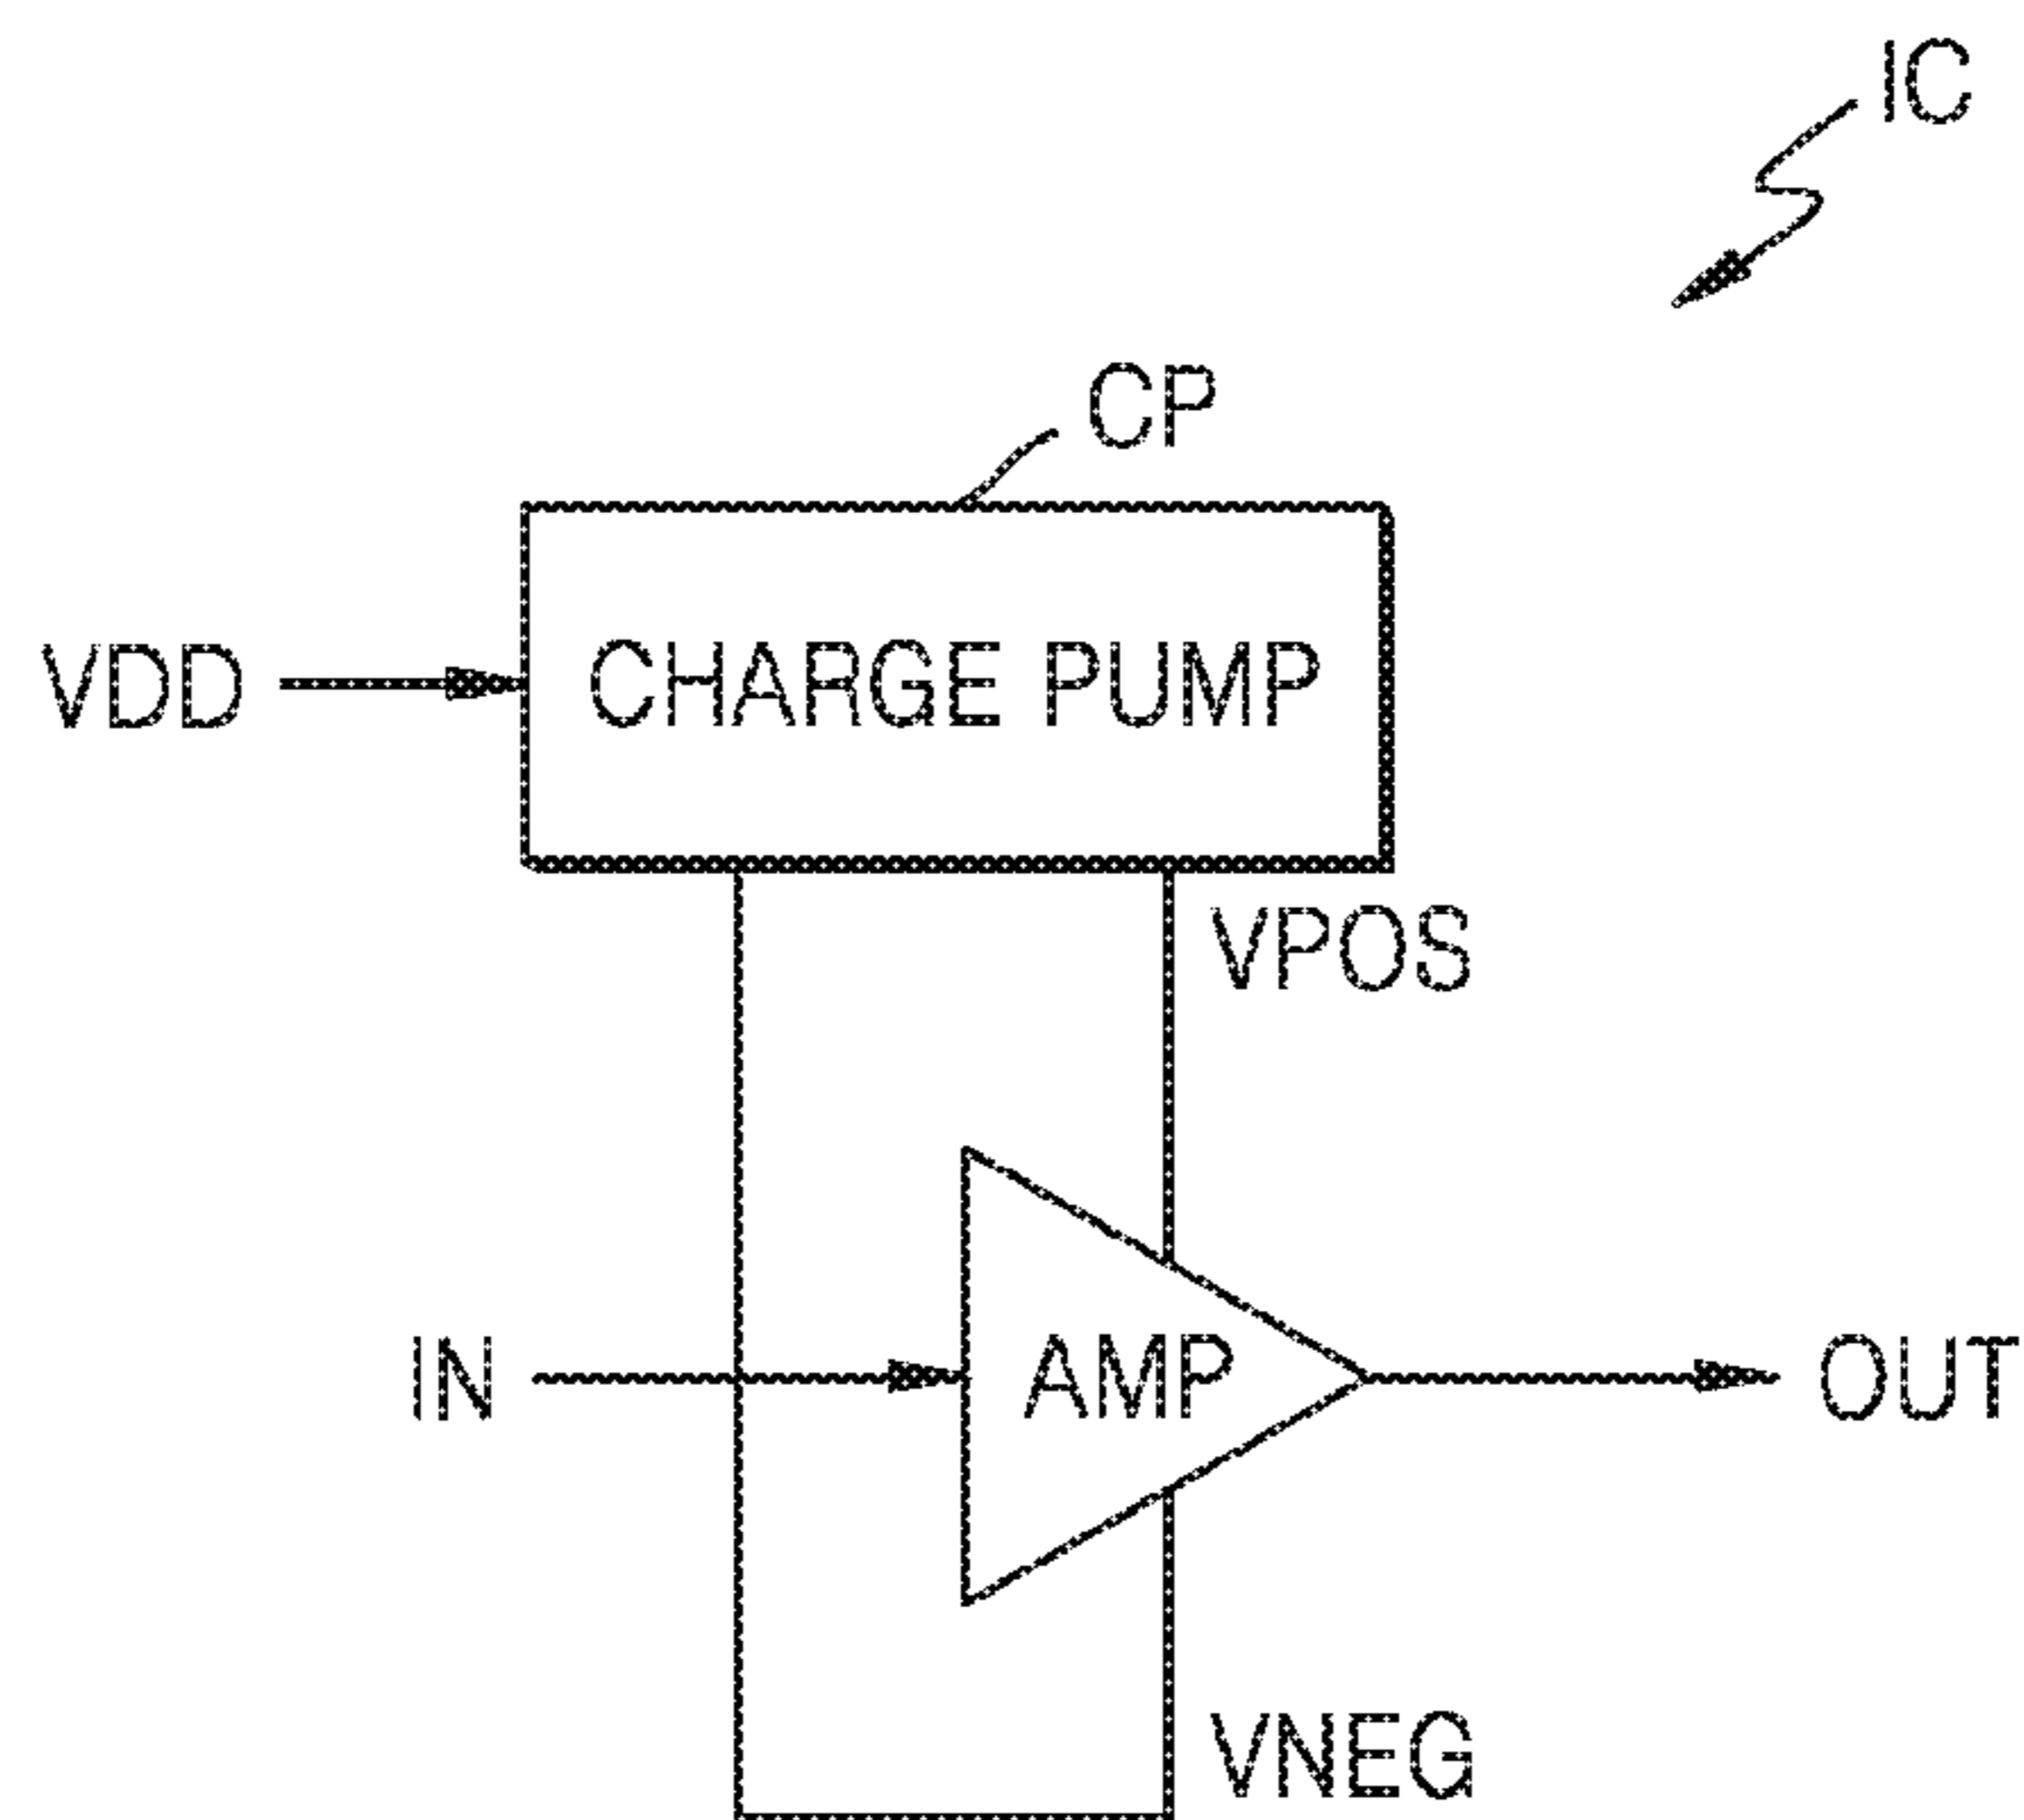 IC
CP
VDD
CHARGE PUMP
VPOS
IN
AMP
OUT
VNEG